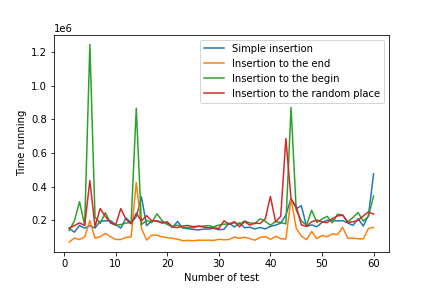 1e6
Simple insertion
Insertion to the end
Insertion to the begin
Insertion to the random place
Time running
1.2
1.0
0.8
0.6
0.4
0.2
0 10 20 30 40 50 60
Number of test